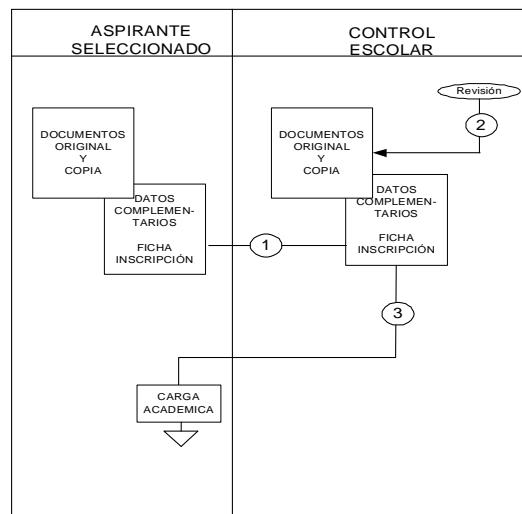 ASPIRANTE
SELECCIONADO
CONTROL
ESCOLAR
Revisión
2
DOCUMENTOS
ORIGINAL
Y
COPIA
DOCUMENTOS
ORIGINAL
Y
COPIA
DATOS
COMPLEMEN-
TARIOS
FICHA
INSCRIPCIÓN
1
DATOS
COMPLEMEN-
TARIOS
FICHA
INSCRIPCIÓN
3
CARGA
ACADEMICA